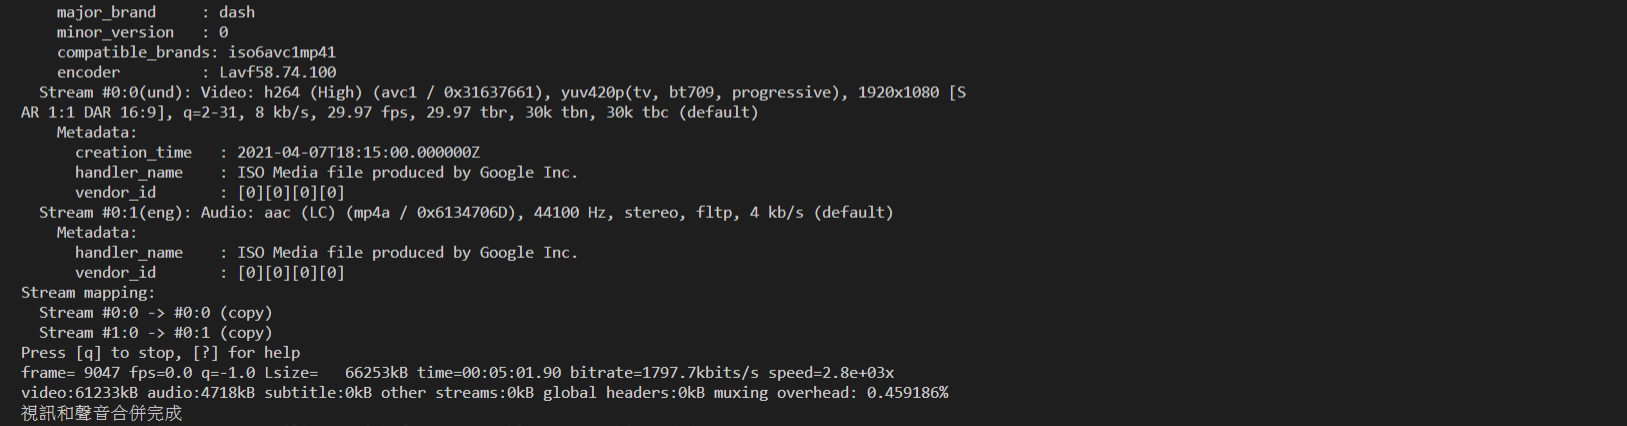 major_brand     : dash
minor_version   : 0
compatible_brands: iso6avc1mp41
encoder         : Lavf58.74.100
Stream #0:0(und): Video: h264 (High) (avc1 / 0x31637661), yuv420p(tv, bt709, progressive), 1920x1080 [S
AR 1:1 DAR 16:9], q=2-31, 8 kb/s, 29.97 fps, 29.97 tbr, 30k tbn, 30k tbc (default)
Metadata:
creation_time   : 2021-04-07T18:15:00.000000Z
handler_name    : ISO Media file produced by Google Inc.
vendor_id       : [0][0][0][0]
Stream #0:1(eng): Audio: aac (LC) (mp4a / 0x6134706D), 44100 Hz, stereo, fltp, 4 kb/s (default)
Metadata:
handler_name    : ISO Media file produced by Google Inc.
vendor_id       : [0][0][0][0]
Stream mapping:
Stream #0:0 -> #0:0 (copy)
Stream #1:0 -> #0:1 (copy)
Press [q] to stop, [?] for help
frame= 9047 fps=0.0 q=-1.0 Lsize=   66253kB time=00:05:01.90 bitrate=1797.7kbits/s speed=2.8e+03x
video:61233kB audio:4718kB subtitle:0kB other streams:0kB global headers:0kB muxing overhead: 0.459186%
視訊和聲音合併完成